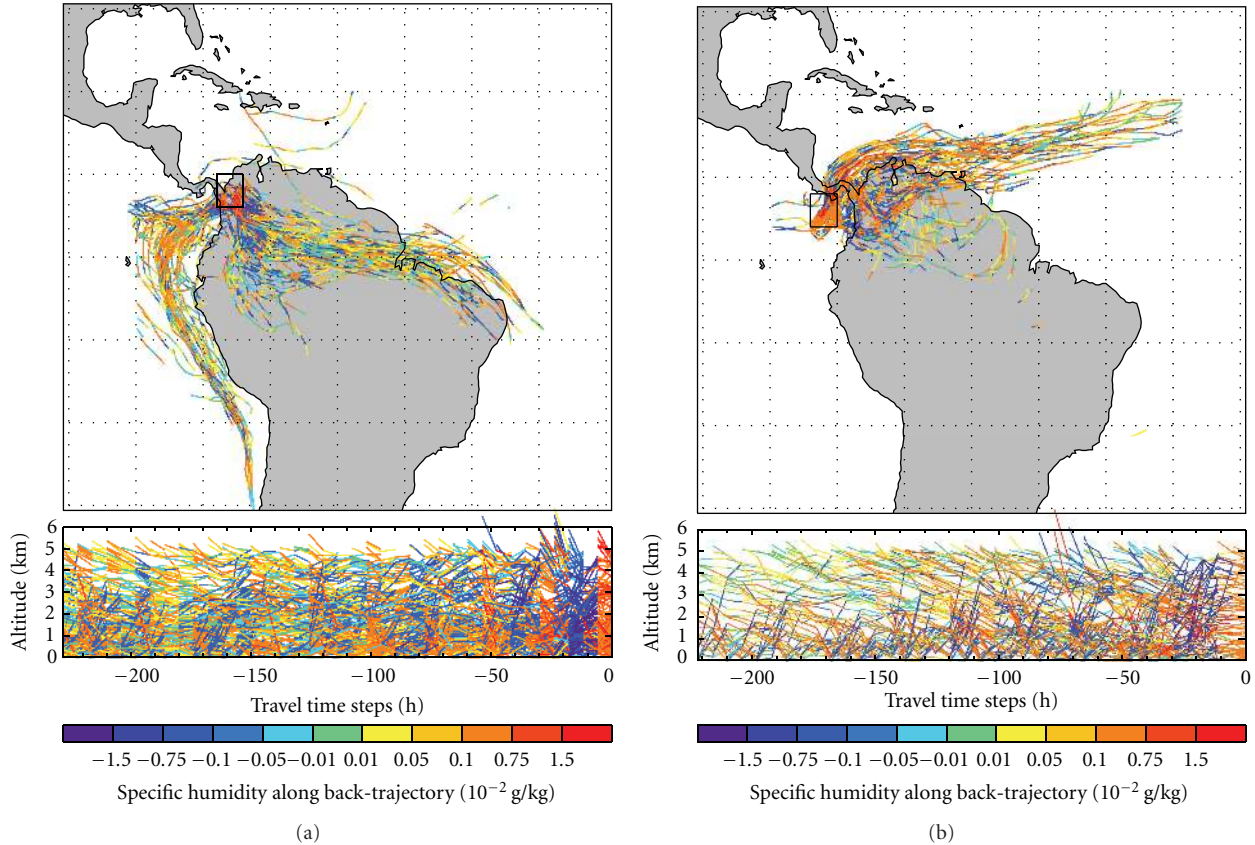 6
5
4
3
2
1
0
Altitude (km)
−200 −150 −100 −50 0
Travel time steps (h)
−1.5 −0.75 −0.1 −0.05 −0.01 0.01 0.05 0.1 0.75 1.5
Specific humidity along back-trajectory (10⁻² g/kg)
(a)
6
5
4
3
2
1
0
Altitude (km)
−200 −150 −100 −50 0
Travel time steps (h)
−1.5 −0.75 −0.1 −0.05 −0.01 0.01 0.05 0.1 0.75 1.5
Specific humidity along back-trajectory (10⁻² g/kg)
(b)